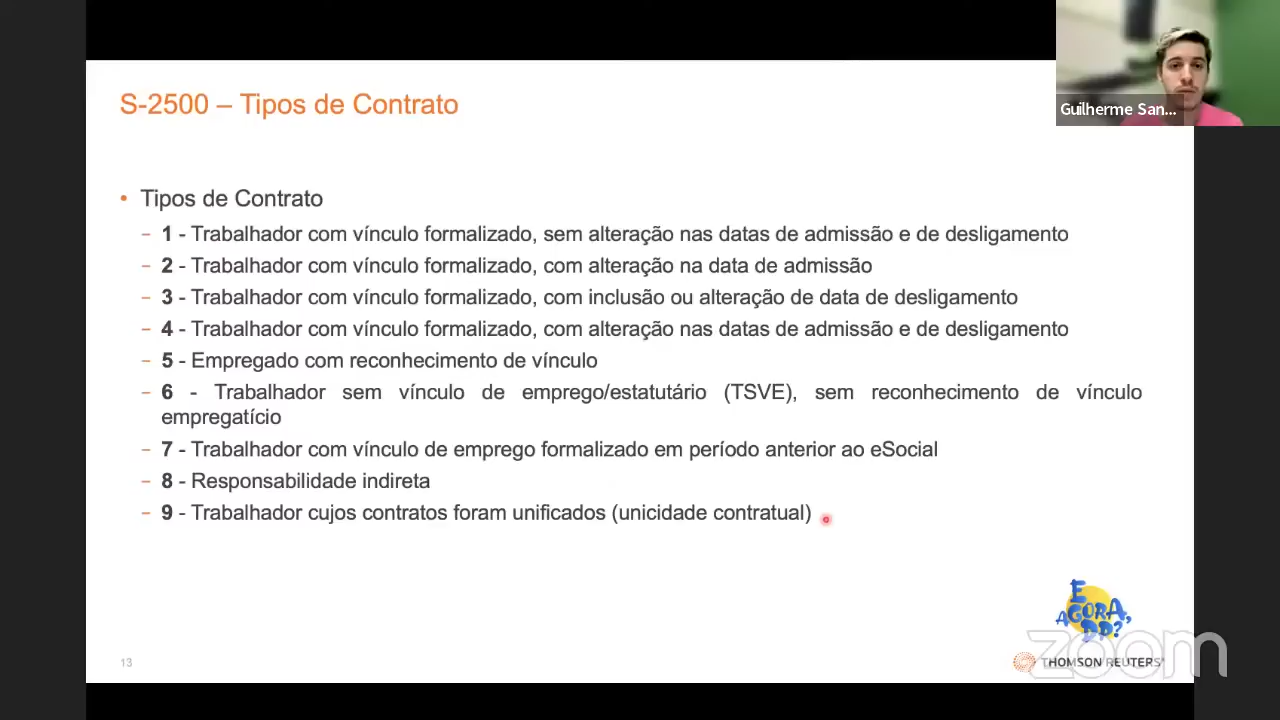 Guilherme San...
S-2500 – Tipos de Contrato
• Tipos de Contrato
– 1 - Trabalhador com vínculo formalizado, sem alteração nas datas de admissão e de desligamento
– 2 - Trabalhador com vínculo formalizado, com alteração na data de admissão
– 3 - Trabalhador com vínculo formalizado, com inclusão ou alteração de data de desligamento
– 4 - Trabalhador com vínculo formalizado, com alteração nas datas de admissão e de desligamento
– 5 - Empregado com reconhecimento de vínculo
– 6 - Trabalhador sem vínculo de emprego/estatutário (TSVE), sem reconhecimento de vínculo
empregatício
– 7 - Trabalhador com vínculo de emprego formalizado em período anterior ao eSocial
– 8 - Responsabilidade indireta
– 9 - Trabalhador cujos contratos foram unificados (unicidade contratual)
E
AGORA,
DP?
zoom
13
THOMSON REUTERS